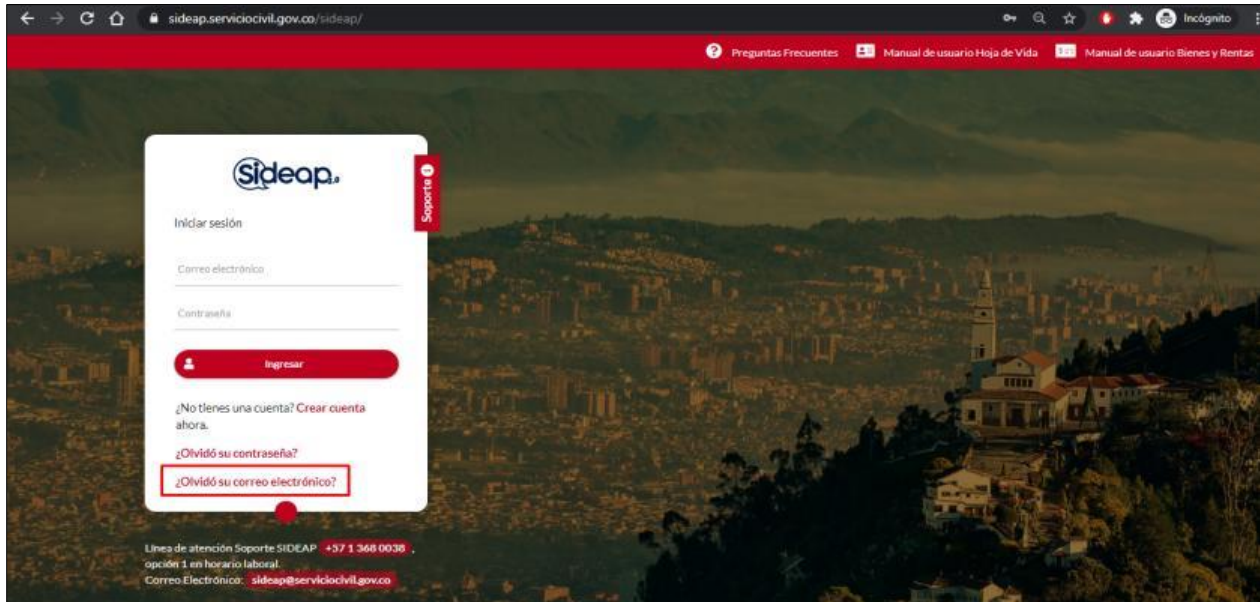 sideap.serviciocivil.gov.co/sideap/
Incógnito
Preguntas Frecuentes
Manual de usuario Hoja de Vida
Manual de usuario Bienes y Rentas
Sideap 2.0
Soporte
Iniciar sesión
Correo electrónico
Contraseña
Ingresar
¿No tienes una cuenta? Crear cuenta
ahora.
¿Olvidó su contraseña?
¿Olvidó su correo electrónico?
Línea de atención Soporte SIDEAP +57 1 368 0038 ,
opción 1 en horario laboral.
Correo Electrónico: sideap@serviciocivil.gov.co